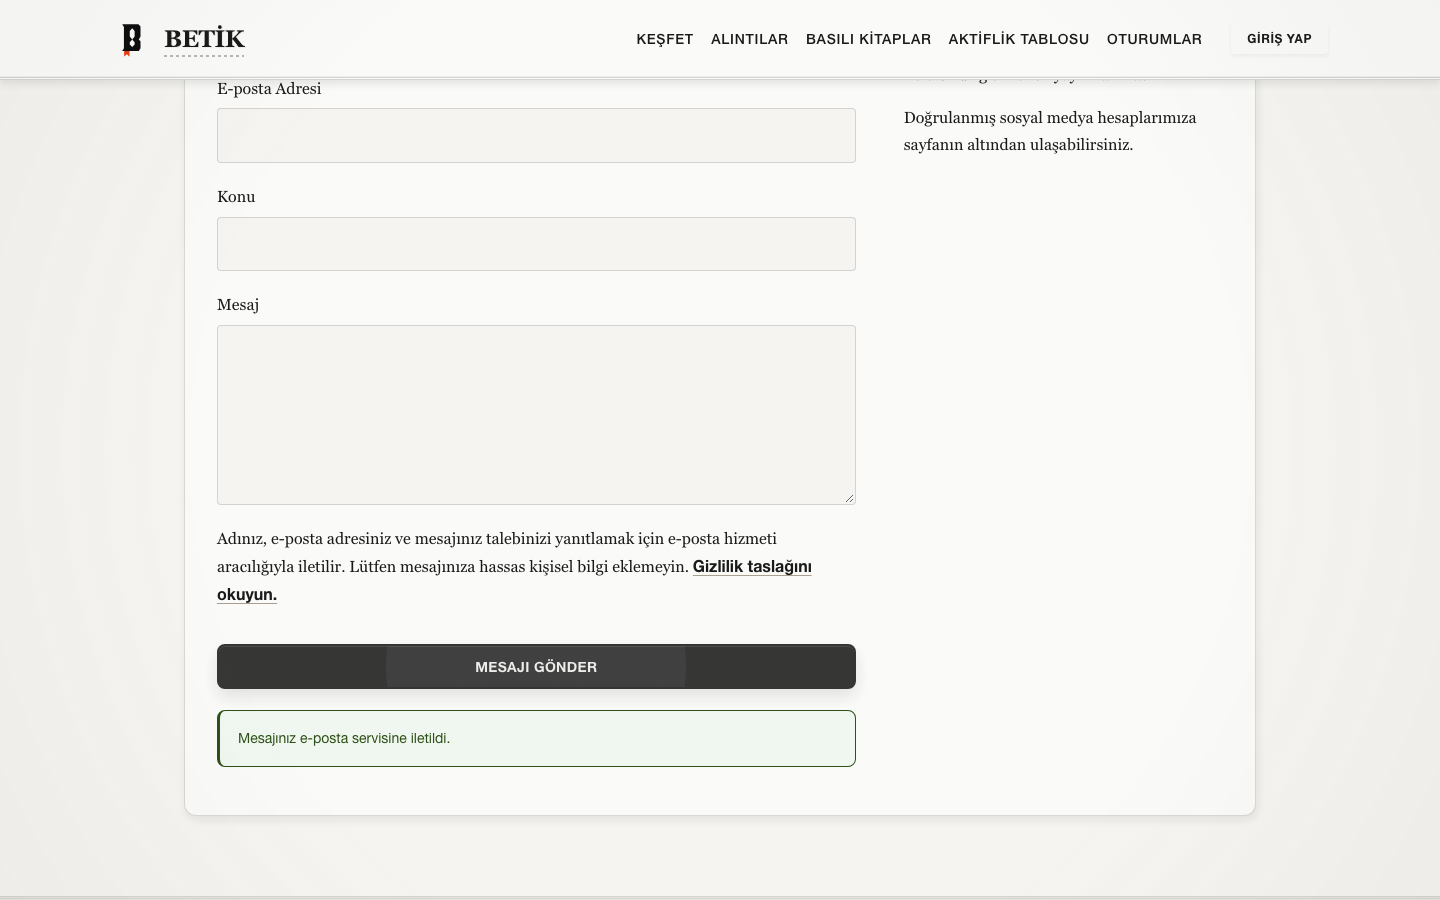 BETİK
KEŞFET ALINTILAR BASILI KİTAPLAR AKTİFLİK TABLOSU OTURUMLAR GİRİŞ YAP
E-posta Adresi
Konu
Mesaj
Adınız, e-posta adresiniz ve mesajınız talebinizi yanıtlamak için e-posta hizmeti
aracılığıyla iletilir. Lütfen mesajınıza hassas kişisel bilgi eklemeyin. Gizlilik taslağını
okuyun.
MESAJI GÖNDER
Mesajınız e-posta servisine iletildi.
Doğrulanmış sosyal medya hesaplarımıza
sayfanın altından ulaşabilirsiniz.